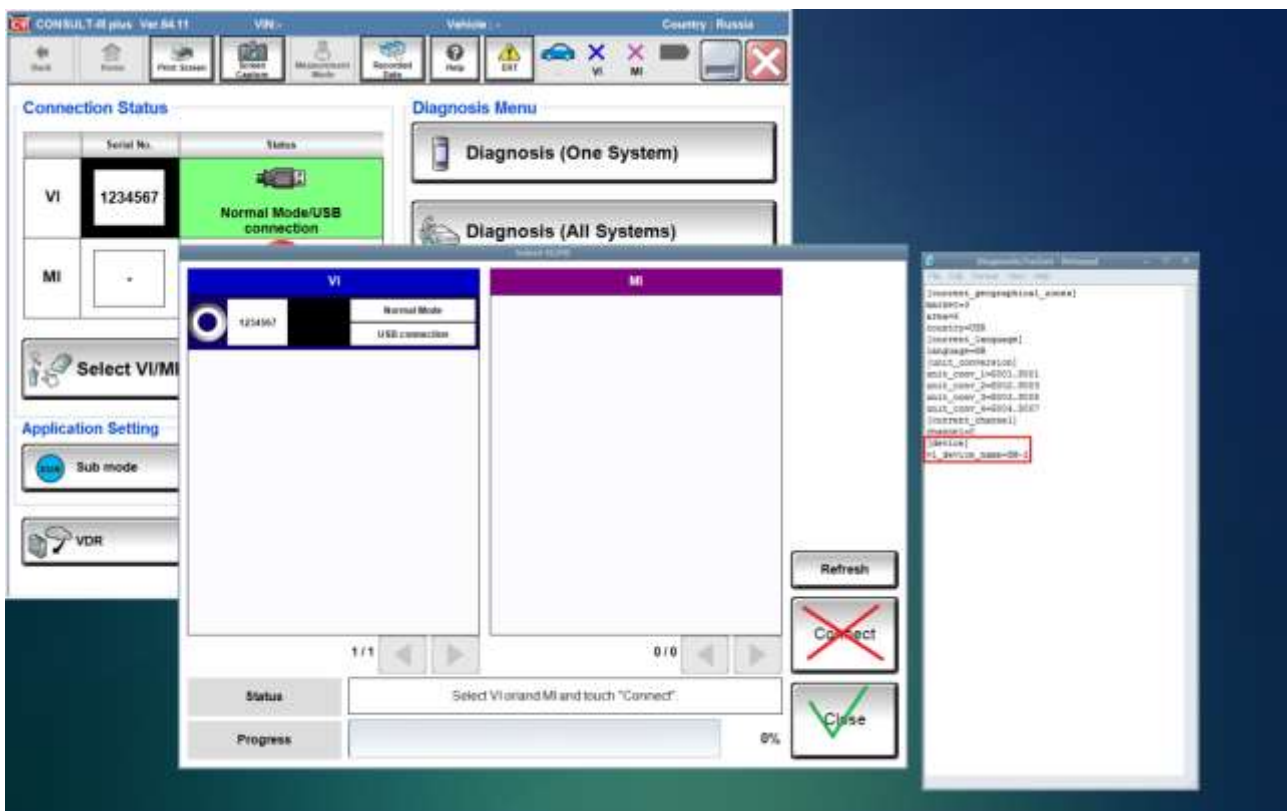 CONSULT-III plus Ver.84.11 VIN:- Vehicle : - Country : Russia
Back Home Print Screen Screen Capture Measurement Mode Recorded Data Help ERT VI MI
Connection Status
Serial No. Status
VI 1234567 Normal Mode/USB connection
MI -
Select VI/MI
Application Setting
Sub mode
VDR
Diagnosis Menu
Diagnosis (One System)
Diagnosis (All Systems)
VI MI
1234567 Normal Mode
USB connection
1/1 0/0
Refresh
Connect
Close
Status Select VI or/and MI and touch "Connect".
Progress 0%
[current_geographical_zones]
[current_language]
[unit_conversion]
[current_channel]
[device]